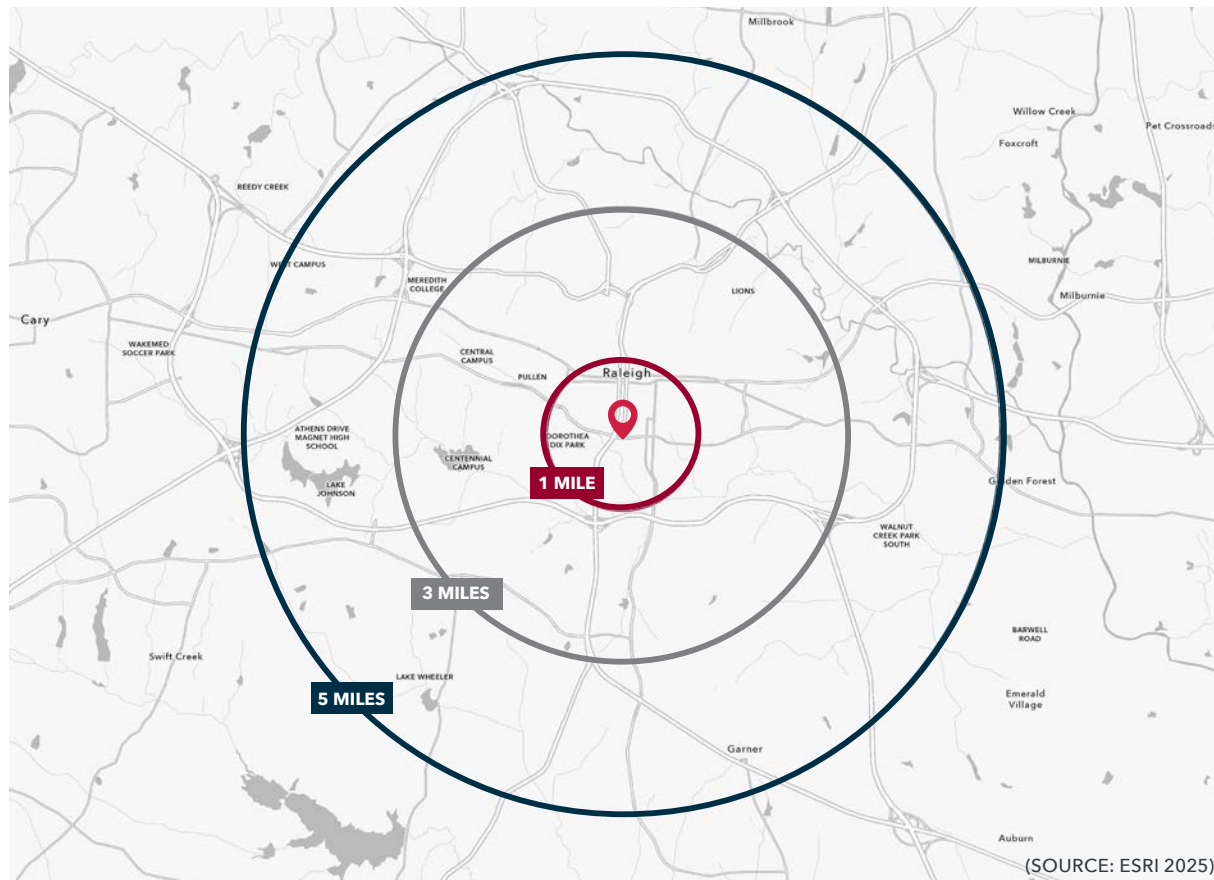 Millbrook
Willow Creek
Pet Crossroads
Foxcroft
REEDY CREEK
WEST CAMPUS
MEREDITH
COLLEGE
LIONS
MILBURNIE
Milburnie
Cary
WAKEMED
SOCCER PARK
CENTRAL
CAMPUS
PULLEN
Raleigh
ATHENS DRIVE
MAGNET HIGH
SCHOOL
DOROTHEA
DIX PARK
CENTENNIAL
CAMPUS
LAKE
JOHNSON
1 MILE
Golden Forest
WALNUT
CREEK PARK
SOUTH
3 MILES
BARWELL
ROAD
Swift Creek
LAKE WHEELER
5 MILES
Emerald
Village
Garner
Auburn
(SOURCE: ESRI 2025)